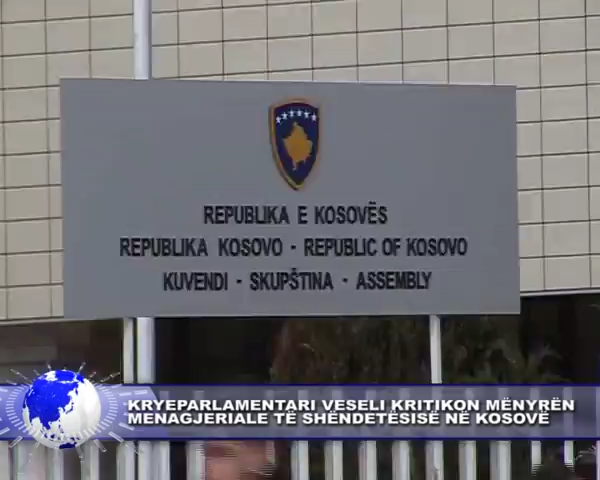 REPUBLIKA E KOSOVËS
REPUBLIKA KOSOVO - REPUBLIC OF KOSOVO
KUVENDI - SKUPŠTINA - ASSEMBLY
KRYEPARLAMENTARI VESELI KRITIKON MËNYRËN
MENAGJERIALE TË SHËNDETËSISË NË KOSOVË